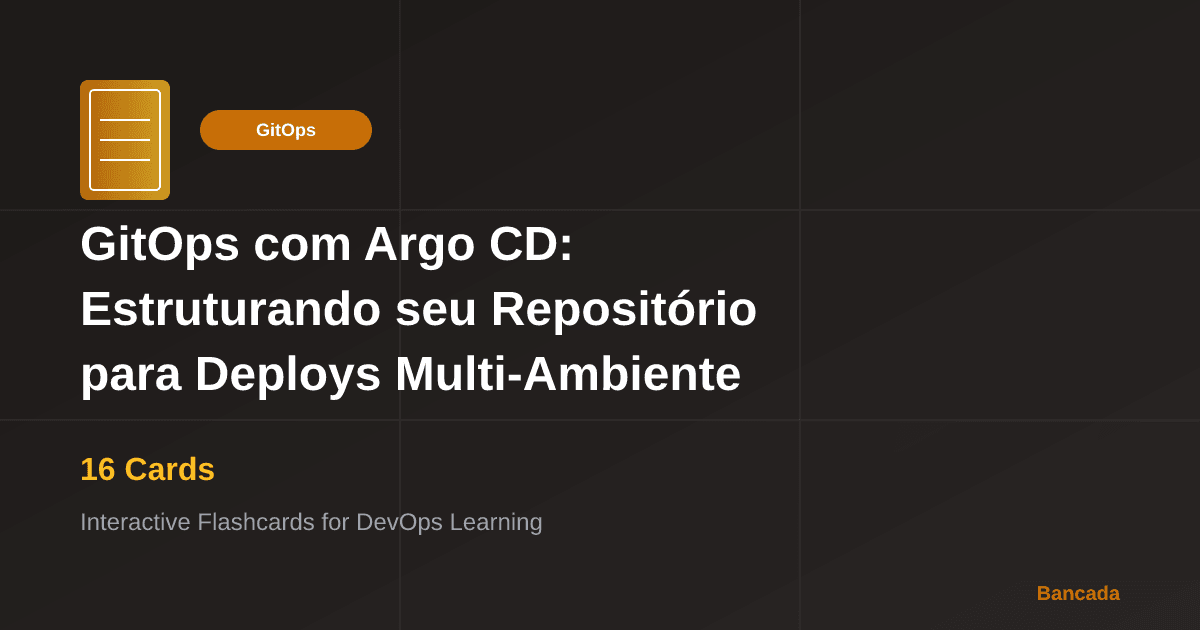 GitOps
GitOps com Argo CD:
Estruturando seu Repositório
para Deploys Multi-Ambiente
16 Cards
Interactive Flashcards for DevOps Learning
Bancada